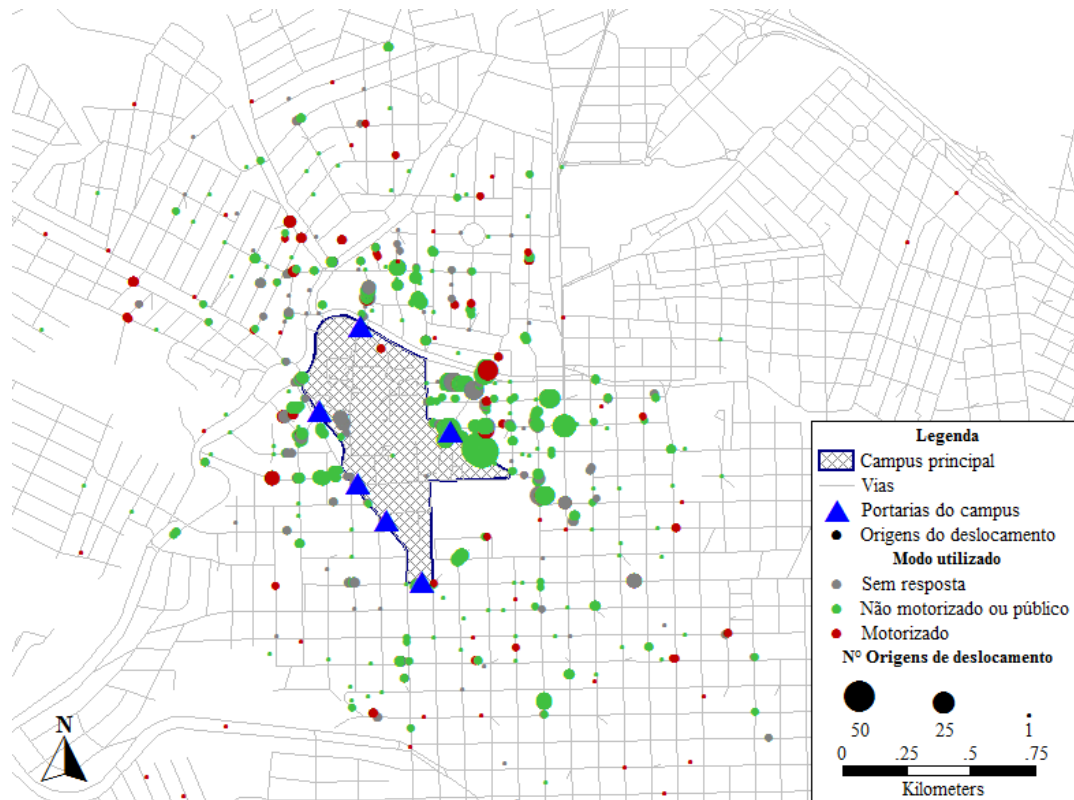 Legenda
Campus principal
Vias
Portarias do campus
Origens do deslocamento
Modo utilizado
Sem resposta
Não motorizado ou público
Motorizado
N° Origens de deslocamento
50 25 1
0 .25 .5 .75
Kilometers
N